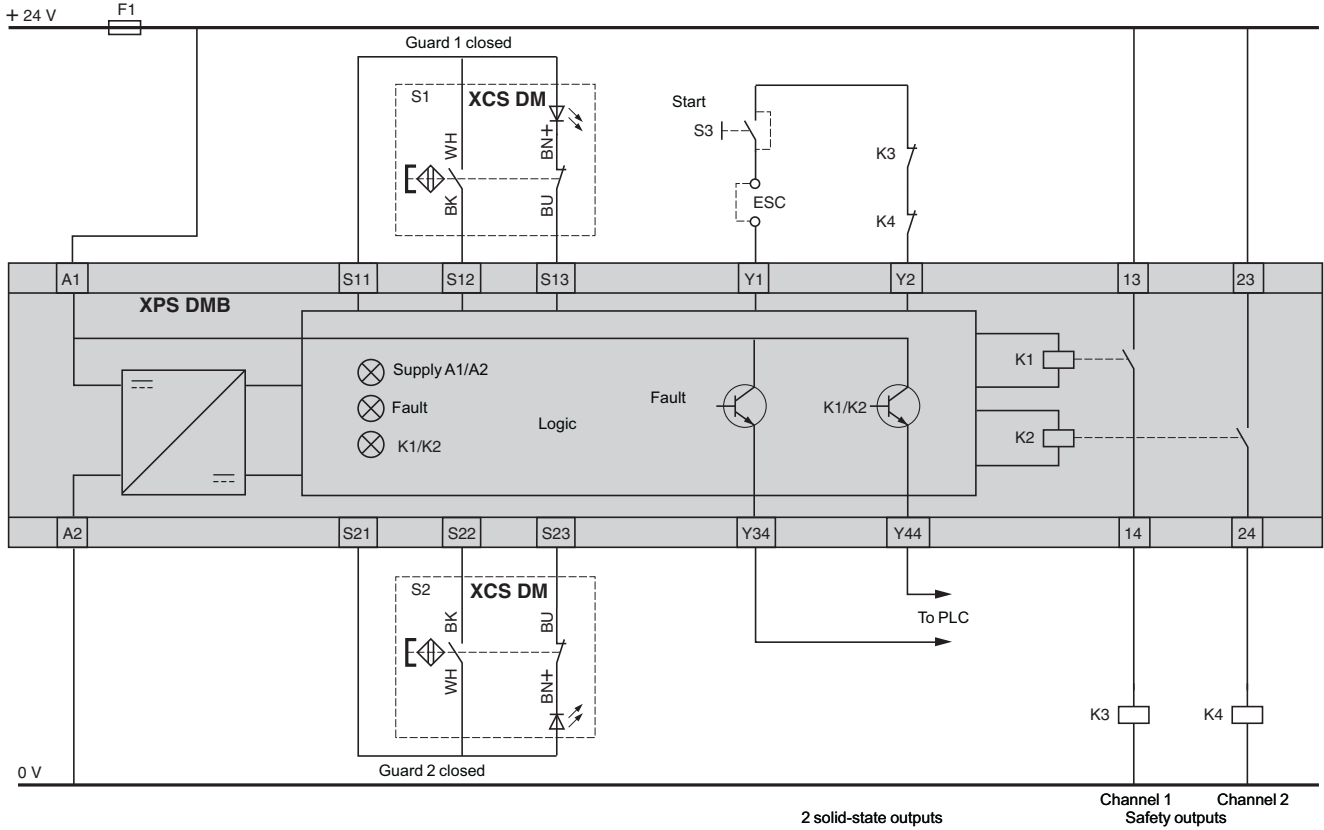 + 24 V
F1
Guard 1 closed
S1
XCS DM
WH
BN+
BK
BU
Start
S3
ESC
K3
K4
A1
S11
S12
S13
Y1
Y2
13
23
XPS DMB
Supply A1/A2
Fault
K1/K2
Logic
Fault
K1/K2
K1
K2
A2
S21
S22
S23
Y34
Y44
14
24
S2
XCS DM
BK
BU
WH
BN+
To PLC
K3
K4
Guard 2 closed
0 V
Channel 1
Channel 2
2 solid-state outputs
Safety outputs